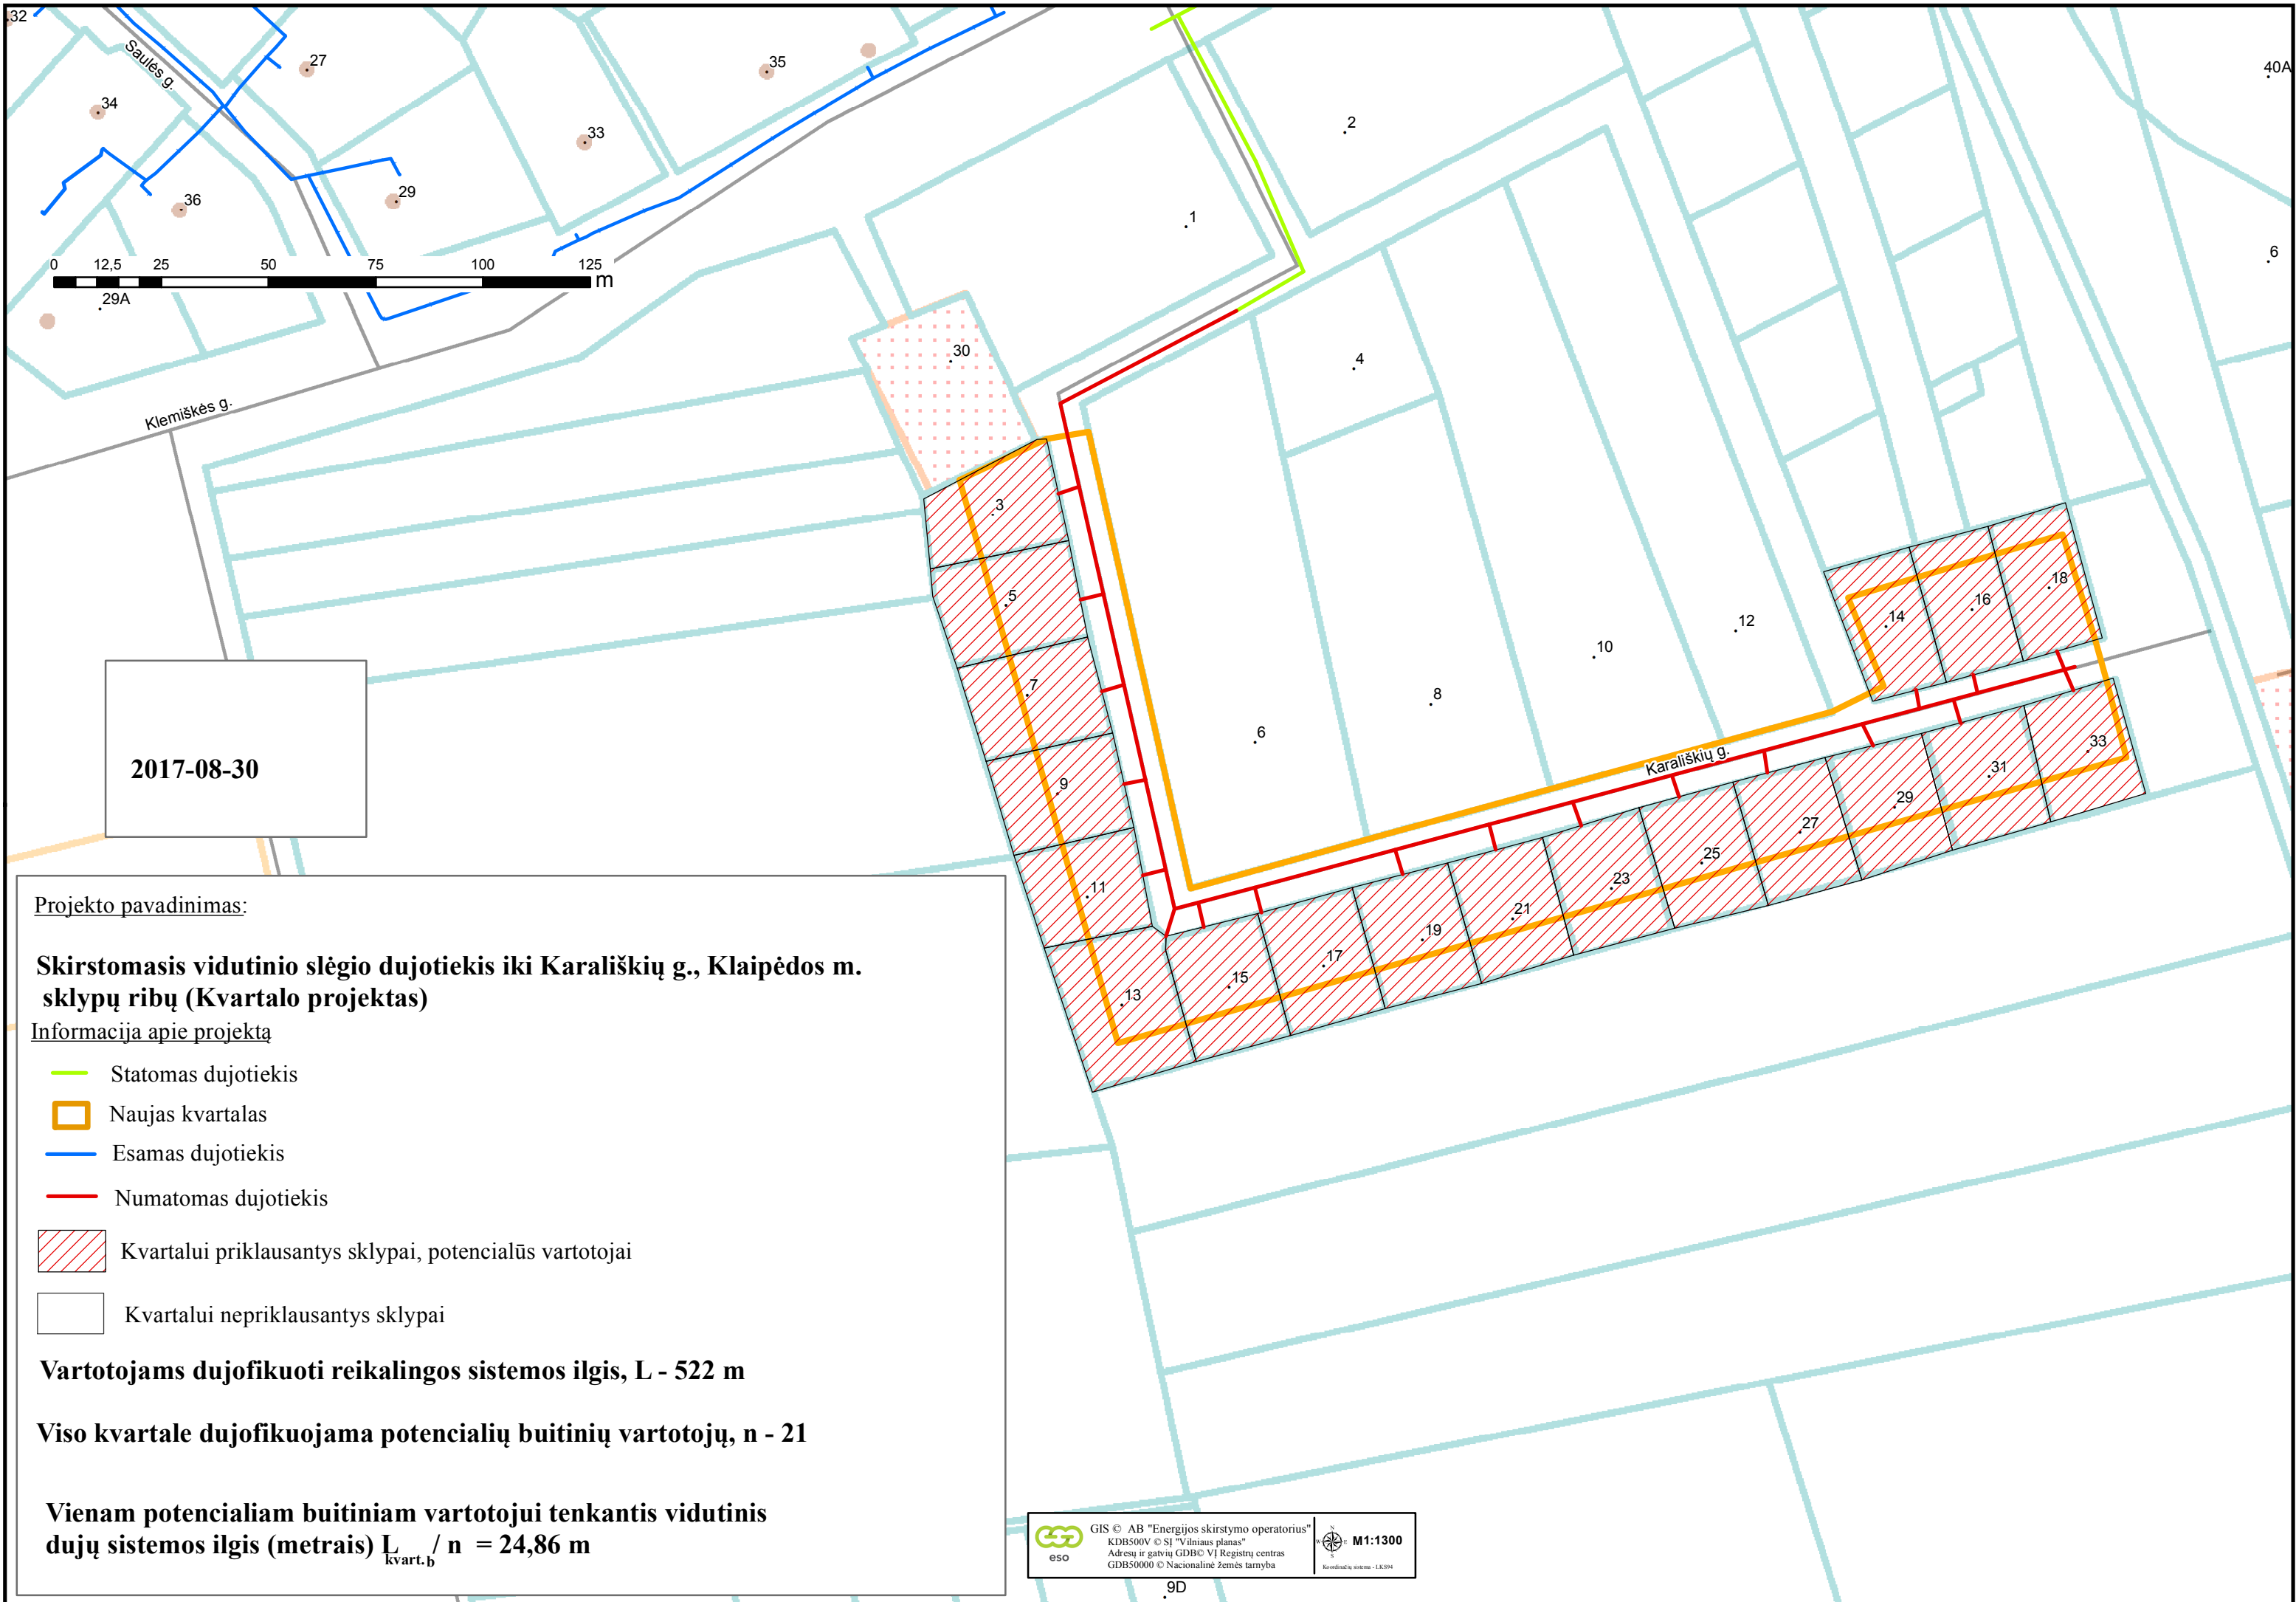 32
Saulės g.
27
35
34
33
36
29
2
40A
1
6
0 12,5 25 50 75 100 125 m
29A
30
4
Klemiškės g.
3
5
7
9
11
13
6
8
10
12
14
16
18
Karališkių g.
15
17
19
21
23
25
27
29
31
33
2017-08-30
Projekto pavadinimas:
Skirstomasis vidutinio slėgio dujotiekis iki Karališkių g., Klaipėdos m.
sklypų ribų (Kvartalo projektas)
Informacija apie projektą
Statomas dujotiekis
Naujas kvartalas
Esamas dujotiekis
Numatomas dujotiekis
Kvartalui priklausantys sklypai, potencialūs vartotojai
Kvartalui nepriklausantys sklypai
Vartotojams dujofikuoti reikalingos sistemos ilgis, L - 522 m
Viso kvartale dujofikuojama potencialių buitinių vartotojų, n - 21
Vienam potencialiam buitiniam vartotojui tenkantis vidutinis
dujų sistemos ilgis (metrais) L kvart.b / n = 24,86 m
eso
GIS © AB "Energijos skirstymo operatorius"
KDB500V © SĮ "Vilniaus planas"
Adresų ir gatvių GDB© VĮ Registrų centras
GDB50000 © Nacionalinė žemės tarnyba
N
W E
S
M1:1300
Koordinačių sistema - LKS94
9D